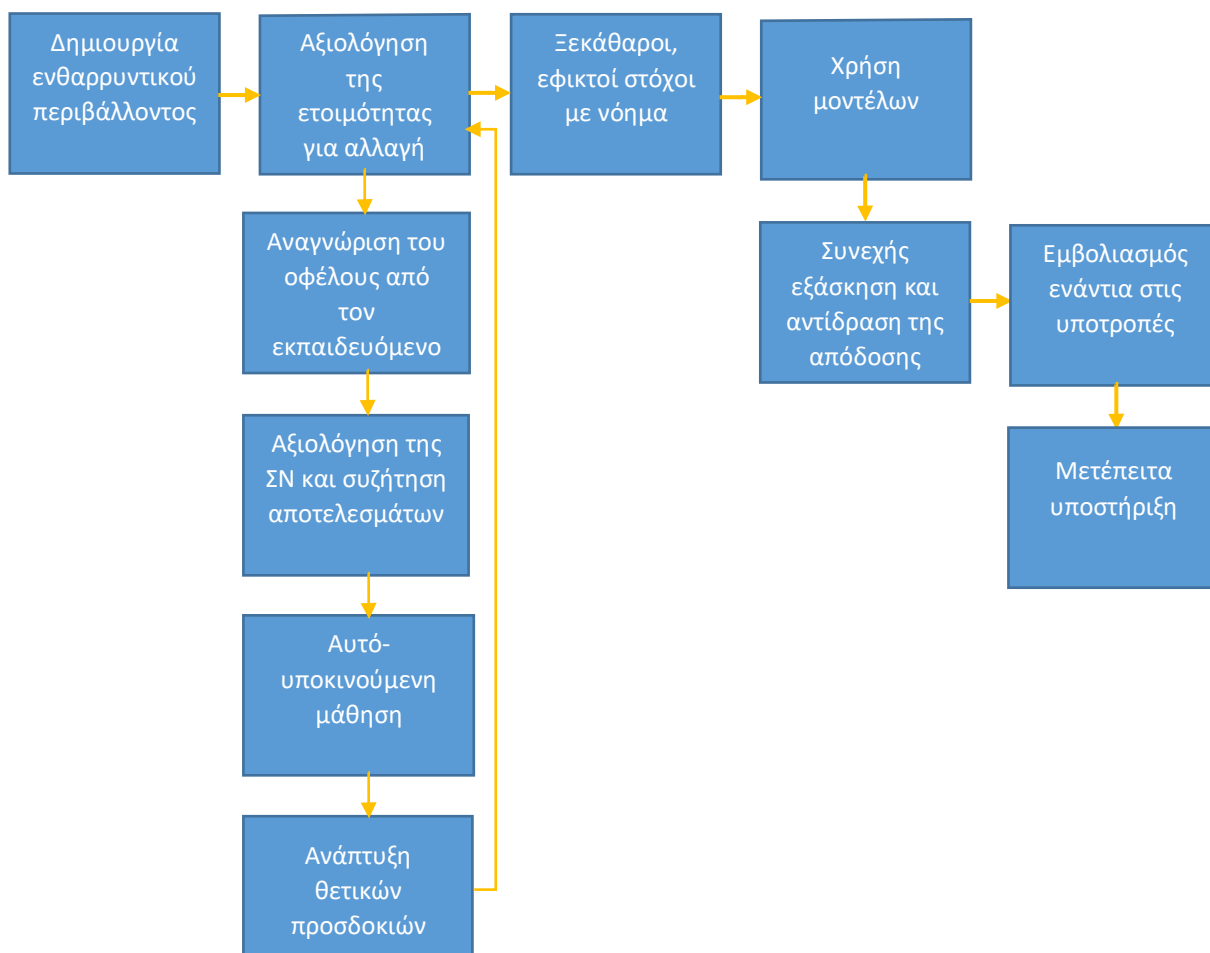 Δημιουργία
ενθαρρυντικού
περιβάλλοντος
Αξιολόγηση
της
ετοιμότητας
για αλλαγή
Ξεκάθαροι,
εφικτοί στόχοι
με νόημα
Χρήση
μοντέλων
Αναγνώριση του
οφέλους από
τον
εκπαιδευόμενο
Συνεχής
εξάσκηση και
αντίδραση της
απόδοσης
Εμβολιασμός
ενάντια στις
υποτροπές
Αξιολόγηση της
ΣΝ και συζήτηση
αποτελεσμάτων
Μετέπειτα
υποστήριξη
Αυτό-
υποκινούμενη
μάθηση
Ανάπτυξη
θετικών
προσδοκιών